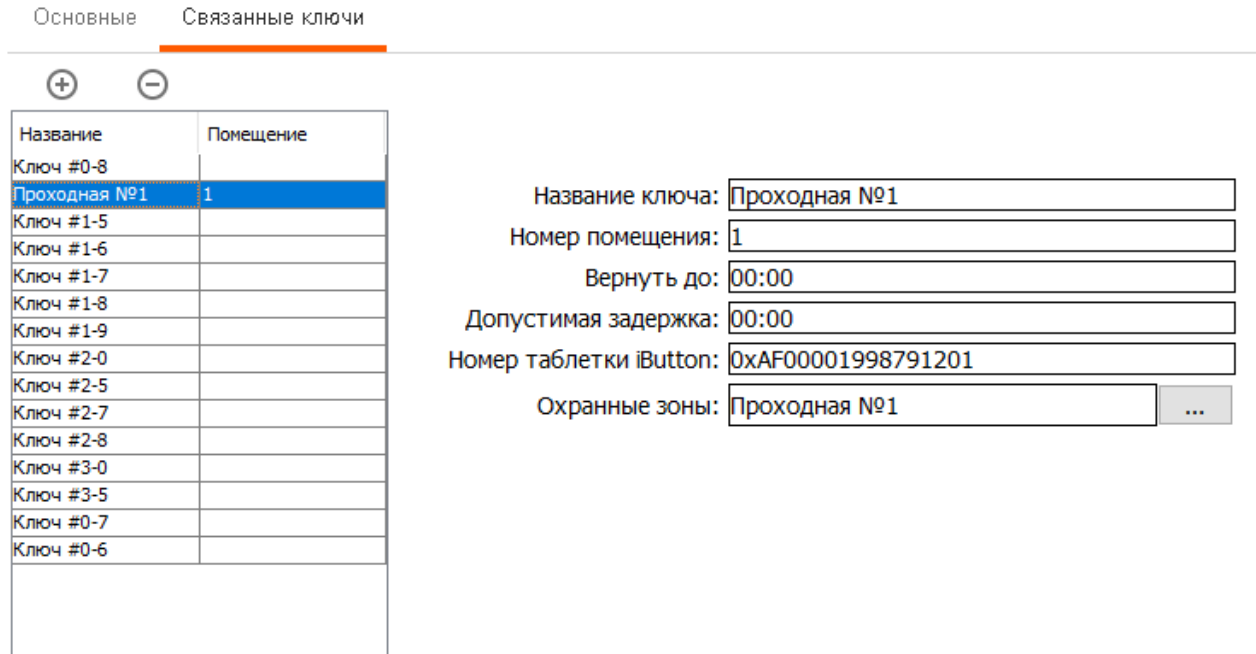 Основные Связанные ключи
Название Помещение
Ключ #0-8
Проходная №1 1
Ключ #1-5
Ключ #1-6
Ключ #1-7
Ключ #1-8
Ключ #1-9
Ключ #2-0
Ключ #2-5
Ключ #2-7
Ключ #2-8
Ключ #3-0
Ключ #3-5
Ключ #0-7
Ключ #0-6
Название ключа: Проходная №1
Номер помещения: 1
Вернуть до: 00:00
Допустимая задержка: 00:00
Номер таблетки iButton: 0xAF00001998791201
Охранные зоны: Проходная №1 ...